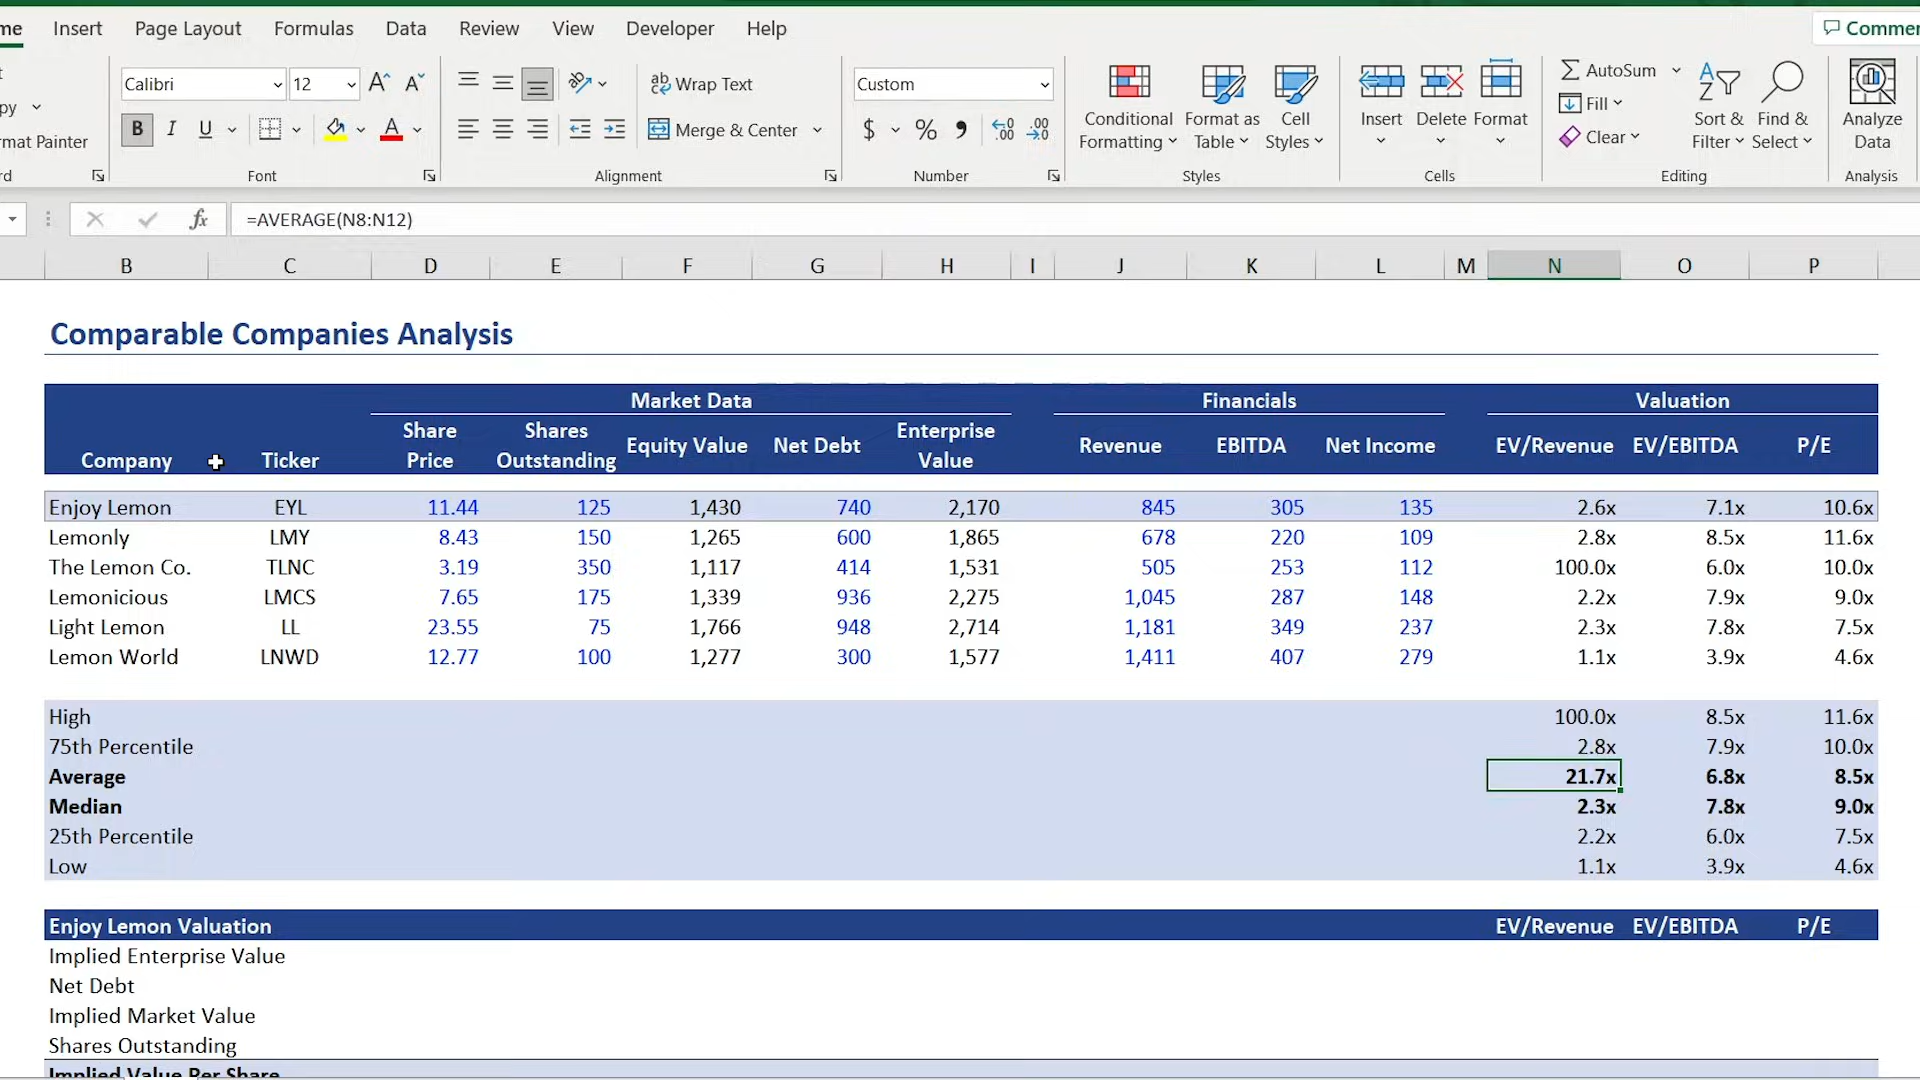 me Insert Page Layout Formulas Data Review View Developer Help Commen
Calibri 12 A A ab Wrap Text Custom AutoSum
py Fill
mat Painter B I U A Merge & Center $ % , .00 .00 Clear
Conditional Formatting Format as Table Cell Styles Insert Delete Format Sort & Filter Find & Select Analyze Data
rd Font Alignment Number Styles Cells Editing Analysis
fx =AVERAGE(N8:N12)
B C D E F G H I J K L M N O P
Comparable Companies Analysis
Market Data Financials Valuation
Company Ticker Share Price Shares Outstanding Equity Value Net Debt Enterprise Value Revenue EBITDA Net Income EV/Revenue EV/EBITDA P/E
Enjoy Lemon EYL 11.44 125 1,430 740 2,170 845 305 135 2.6x 7.1x 10.6x
Lemonly LMY 8.43 150 1,265 600 1,865 678 220 109 2.8x 8.5x 11.6x
The Lemon Co. TLNC 3.19 350 1,117 414 1,531 505 253 112 100.0x 6.0x 10.0x
Lemonicious LMCS 7.65 175 1,339 936 2,275 1,045 287 148 2.2x 7.9x 9.0x
Light Lemon LL 23.55 75 1,766 948 2,714 1,181 349 237 2.3x 7.8x 7.5x
Lemon World LNWD 12.77 100 1,277 300 1,577 1,411 407 279 1.1x 3.9x 4.6x
High 100.0x 8.5x 11.6x
75th Percentile 2.8x 7.9x 10.0x
Average 21.7x 6.8x 8.5x
Median 2.3x 7.8x 9.0x
25th Percentile 2.2x 6.0x 7.5x
Low 1.1x 3.9x 4.6x
Enjoy Lemon Valuation EV/Revenue EV/EBITDA P/E
Implied Enterprise Value
Net Debt
Implied Market Value
Shares Outstanding
Implied Value Per Share